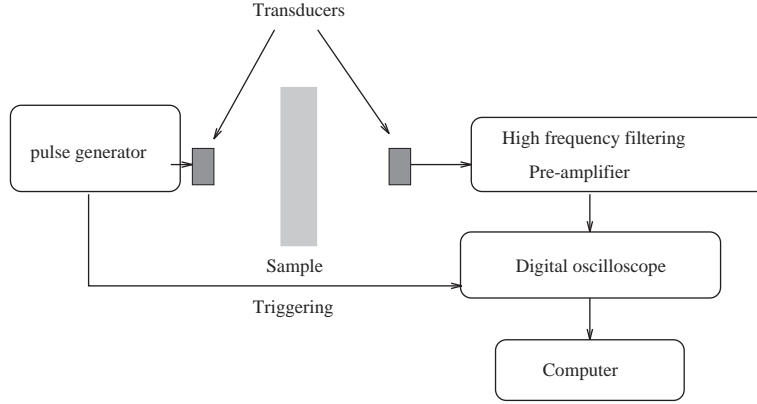 Transducers
pulse generator
High frequency filtering
Pre-amplifier
Sample
Digital oscilloscope
Triggering
Computer